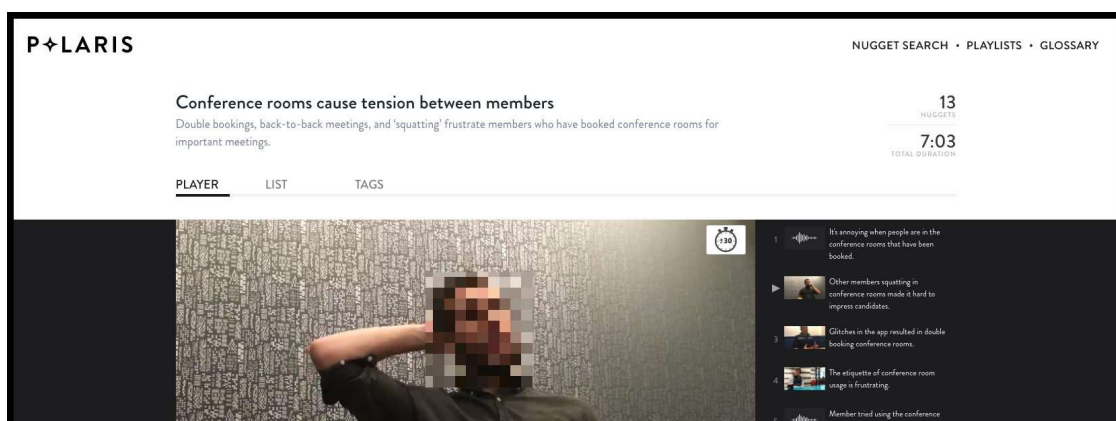 POLARIS
NUGGET SEARCH • PLAYLISTS • GLOSSARY
Conference rooms cause tension between members
Double bookings, back-to-back meetings, and ‘squatting’ frustrate members who have booked conference rooms for
important meetings.
13
NUGGETS
7:03
TOTAL DURATION
PLAYER
LIST
TAGS
:30
1
It's annoying when people are in the
conference rooms that have been
booked.
Other members squatting in
conference rooms made it hard to
impress candidates.
3
Glitches in the app resulted in double
booking conference rooms.
4
The etiquette of conference room
usage is frustrating.
Member tried using the conference